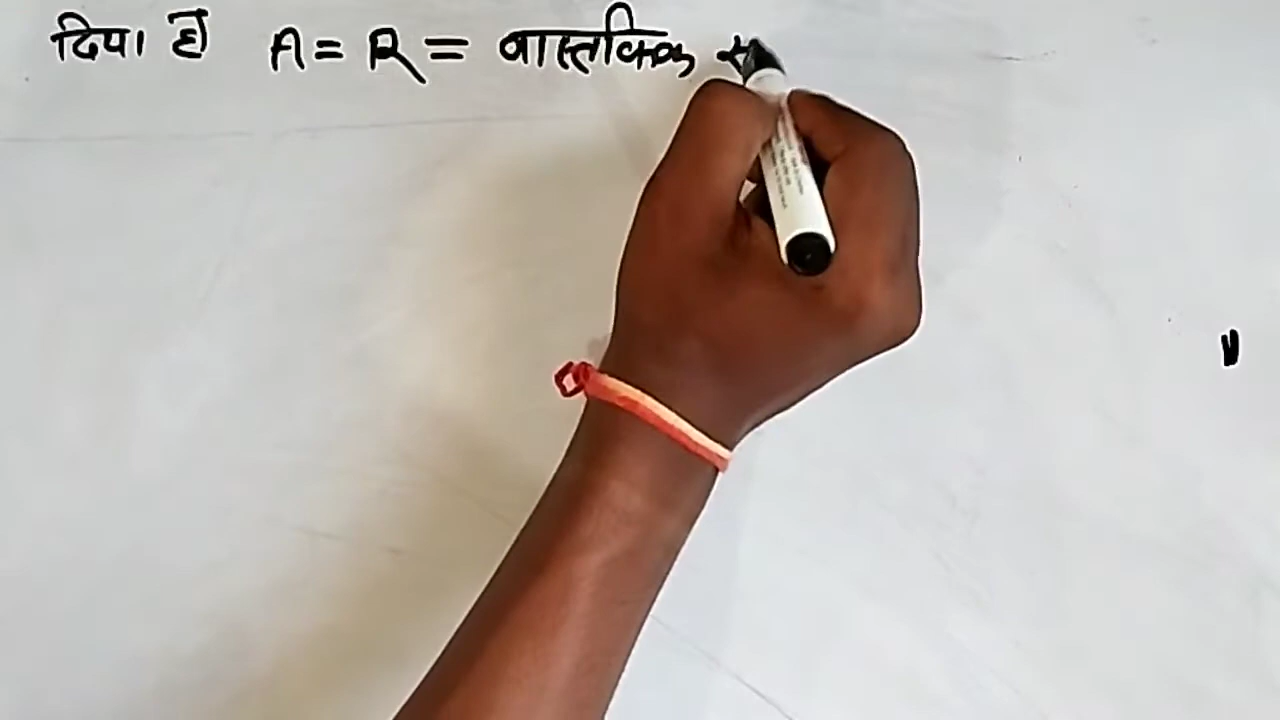 दिया है A = R = वास्तविक